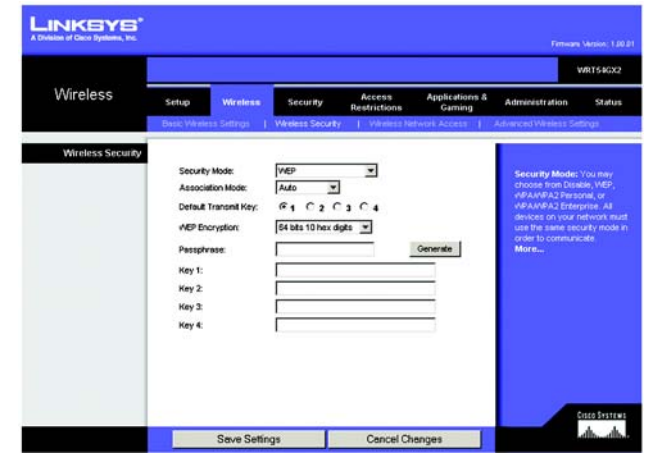 LINKSYS®
A Division of Cisco Systems, Inc.
Firmware Version: 1.00.01
WRT54GX2
Wireless
Setup
Wireless
Security
Access Restrictions
Applications & Gaming
Administration
Status
Basic Wireless Settings | Wireless Security | Wireless Network Access | Advanced Wireless Settings
Wireless Security
Security Mode: WEP
Association Mode: Auto
Default Transmit Key: 1 2 3 4
WEP Encryption: 64 bits 10 hex digits
Passphrase: Generate
Key 1:
Key 2:
Key 3:
Key 4:
Security Mode: You may
choose from Disable, WEP,
WPA/WPA2 Personal, or
WPA/WPA2 Enterprise. All
devices on your network must
use the same security mode in
order to communicate.
More...
CISCO SYSTEMS
Save Settings
Cancel Changes